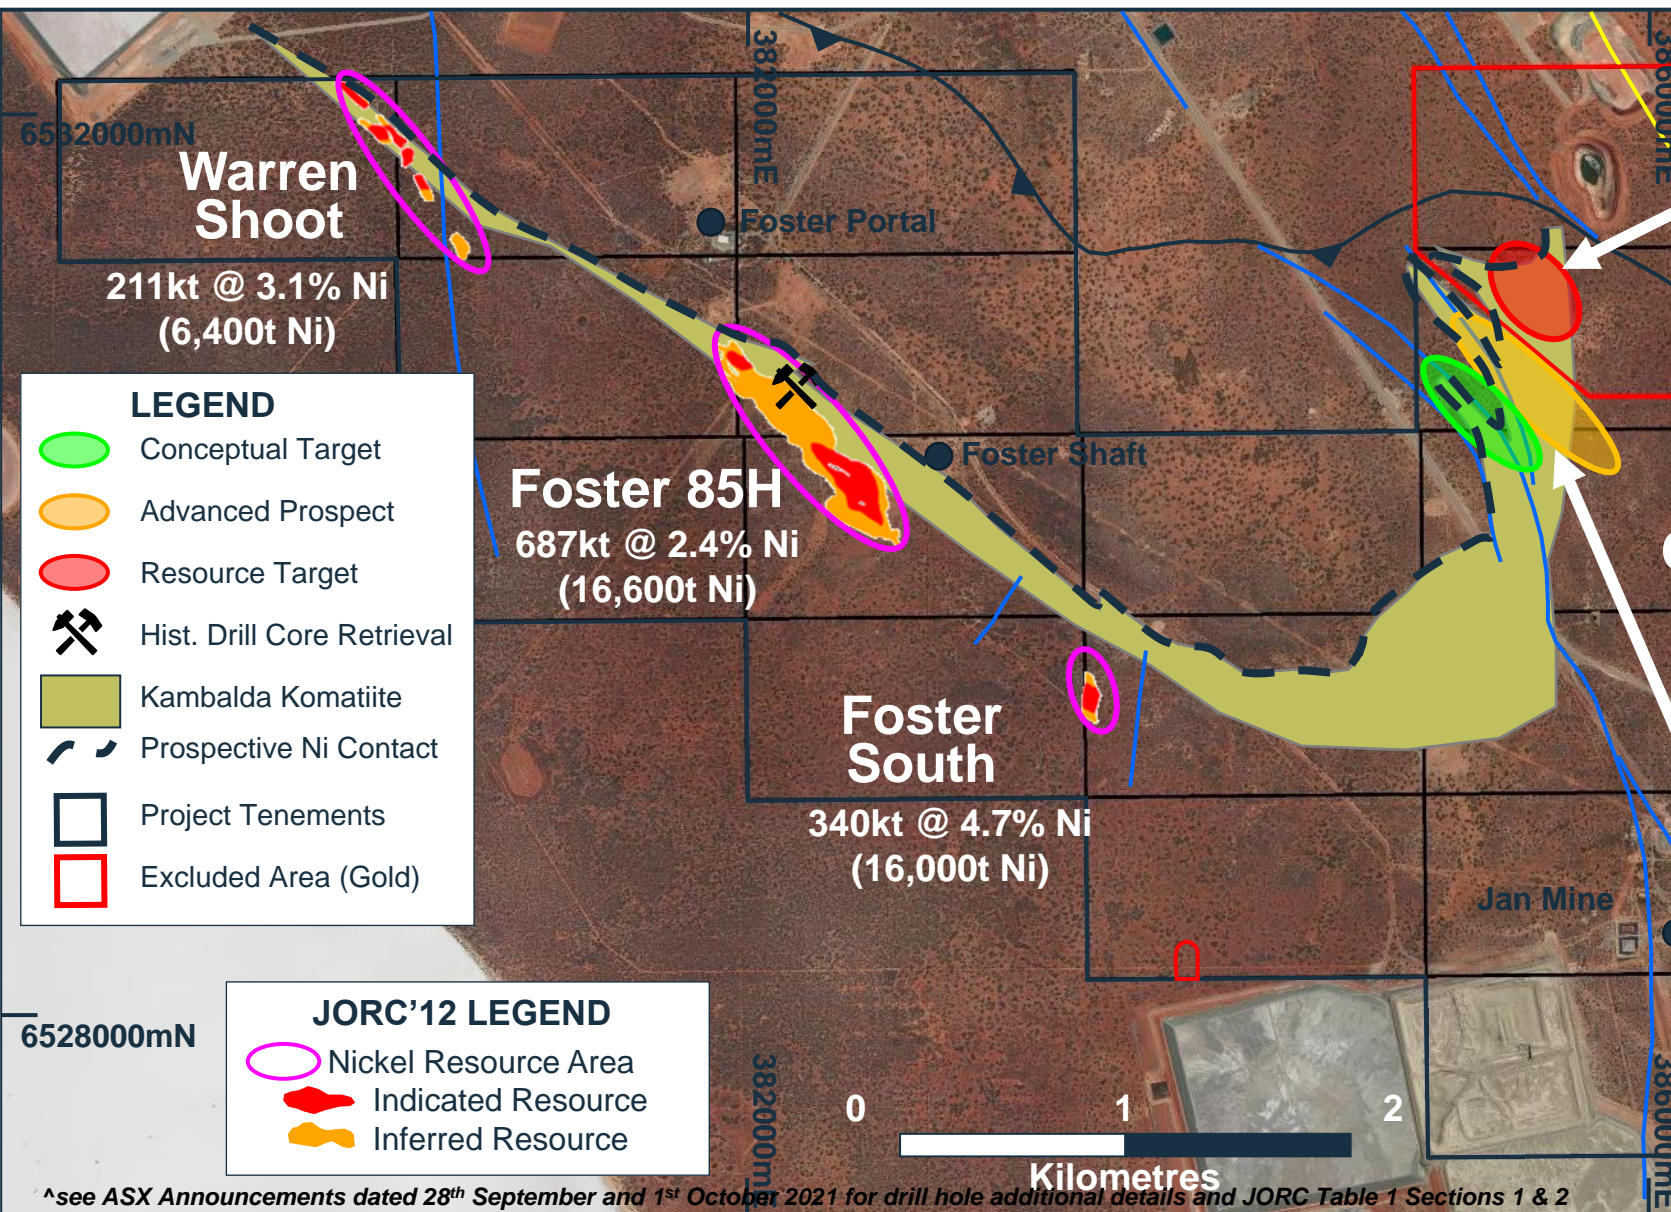 382000mE
386000mE
6532000mN
Warren
Shoot
211kt @ 3.1% Ni
(6,400t Ni)
Foster Portal
LEGEND
Conceptual Target
Advanced Prospect
Resource Target
Hist. Drill Core Retrieval
Kambalda Komatiite
Prospective Ni Contact
Project Tenements
Excluded Area (Gold)
Foster Shaft
Foster 85H
687kt @ 2.4% Ni
(16,600t Ni)
Foster
South
340kt @ 4.7% Ni
(16,000t Ni)
Jan Mine
6528000mN
JORC’12 LEGEND
Nickel Resource Area
Indicated Resource
Inferred Resource
382000mE
386000mE
0 1 2
Kilometres
^see ASX Announcements dated 28th September and 1st October 2021 for drill hole additional details and JORC Table 1 Sections 1 & 2